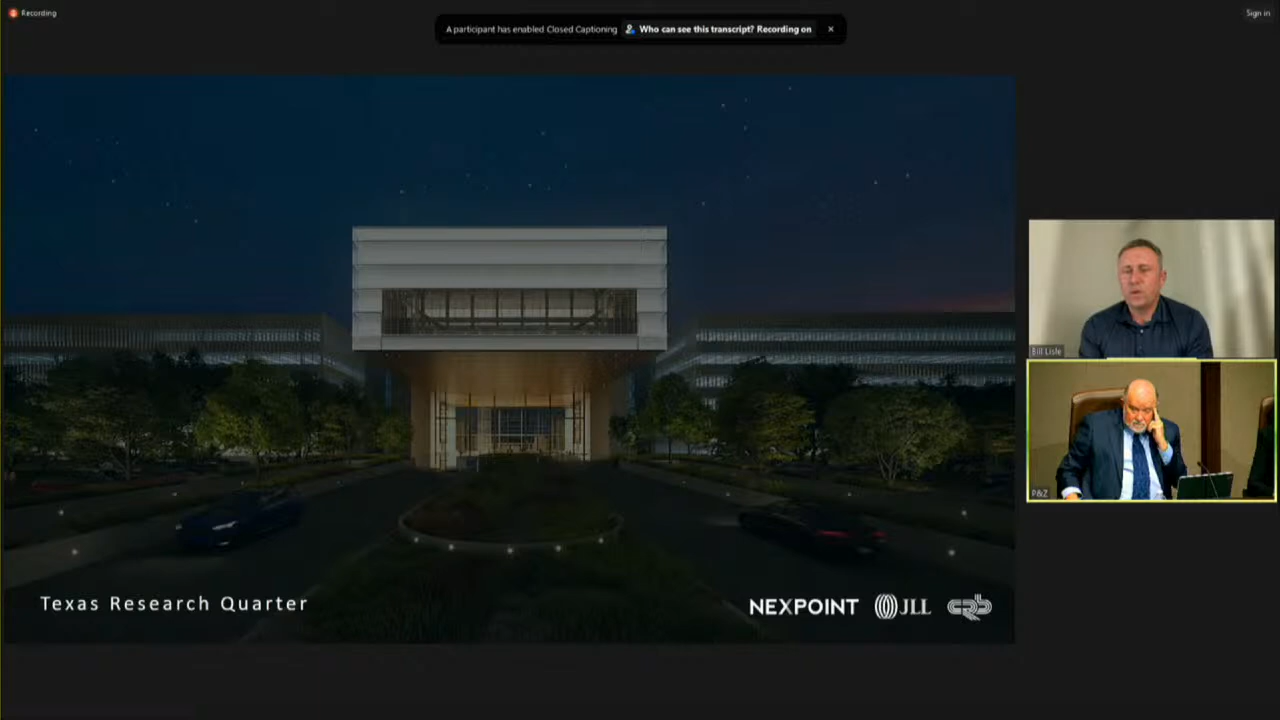 Recording
Sign in
A participant has enabled Closed Captioning Who can see this transcript? Recording on ×
Bill Lisle
P&Z
Texas Research Quarter
NEXPOINT JLL CRB